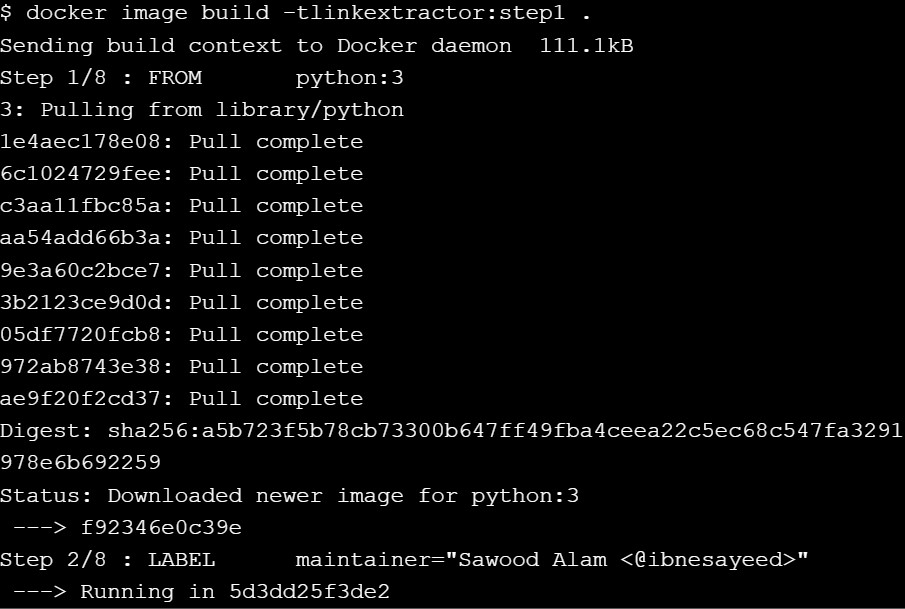 $ docker image build -tlinkextractor:step1 .
Sending build context to Docker daemon  111.1kB
Step 1/8 : FROM       python:3
3: Pulling from library/python
1e4aec178e08: Pull complete
6c1024729fee: Pull complete
c3aa11fbc85a: Pull complete
aa54add66b3a: Pull complete
9e3a60c2bce7: Pull complete
3b2123ce9d0d: Pull complete
05df7720fcb8: Pull complete
972ab8743e38: Pull complete
ae9f20f2cd37: Pull complete
Digest: sha256:a5b723f5b78cb73300b647ff49fba4ceea22c5ec68c547fa3291
978e6b692259
Status: Downloaded newer image for python:3
 ---> f92346e0c39e
Step 2/8 : LABEL      maintainer="Sawood Alam <@ibnesayeed>"
 ---> Running in 5d3dd25f3de2